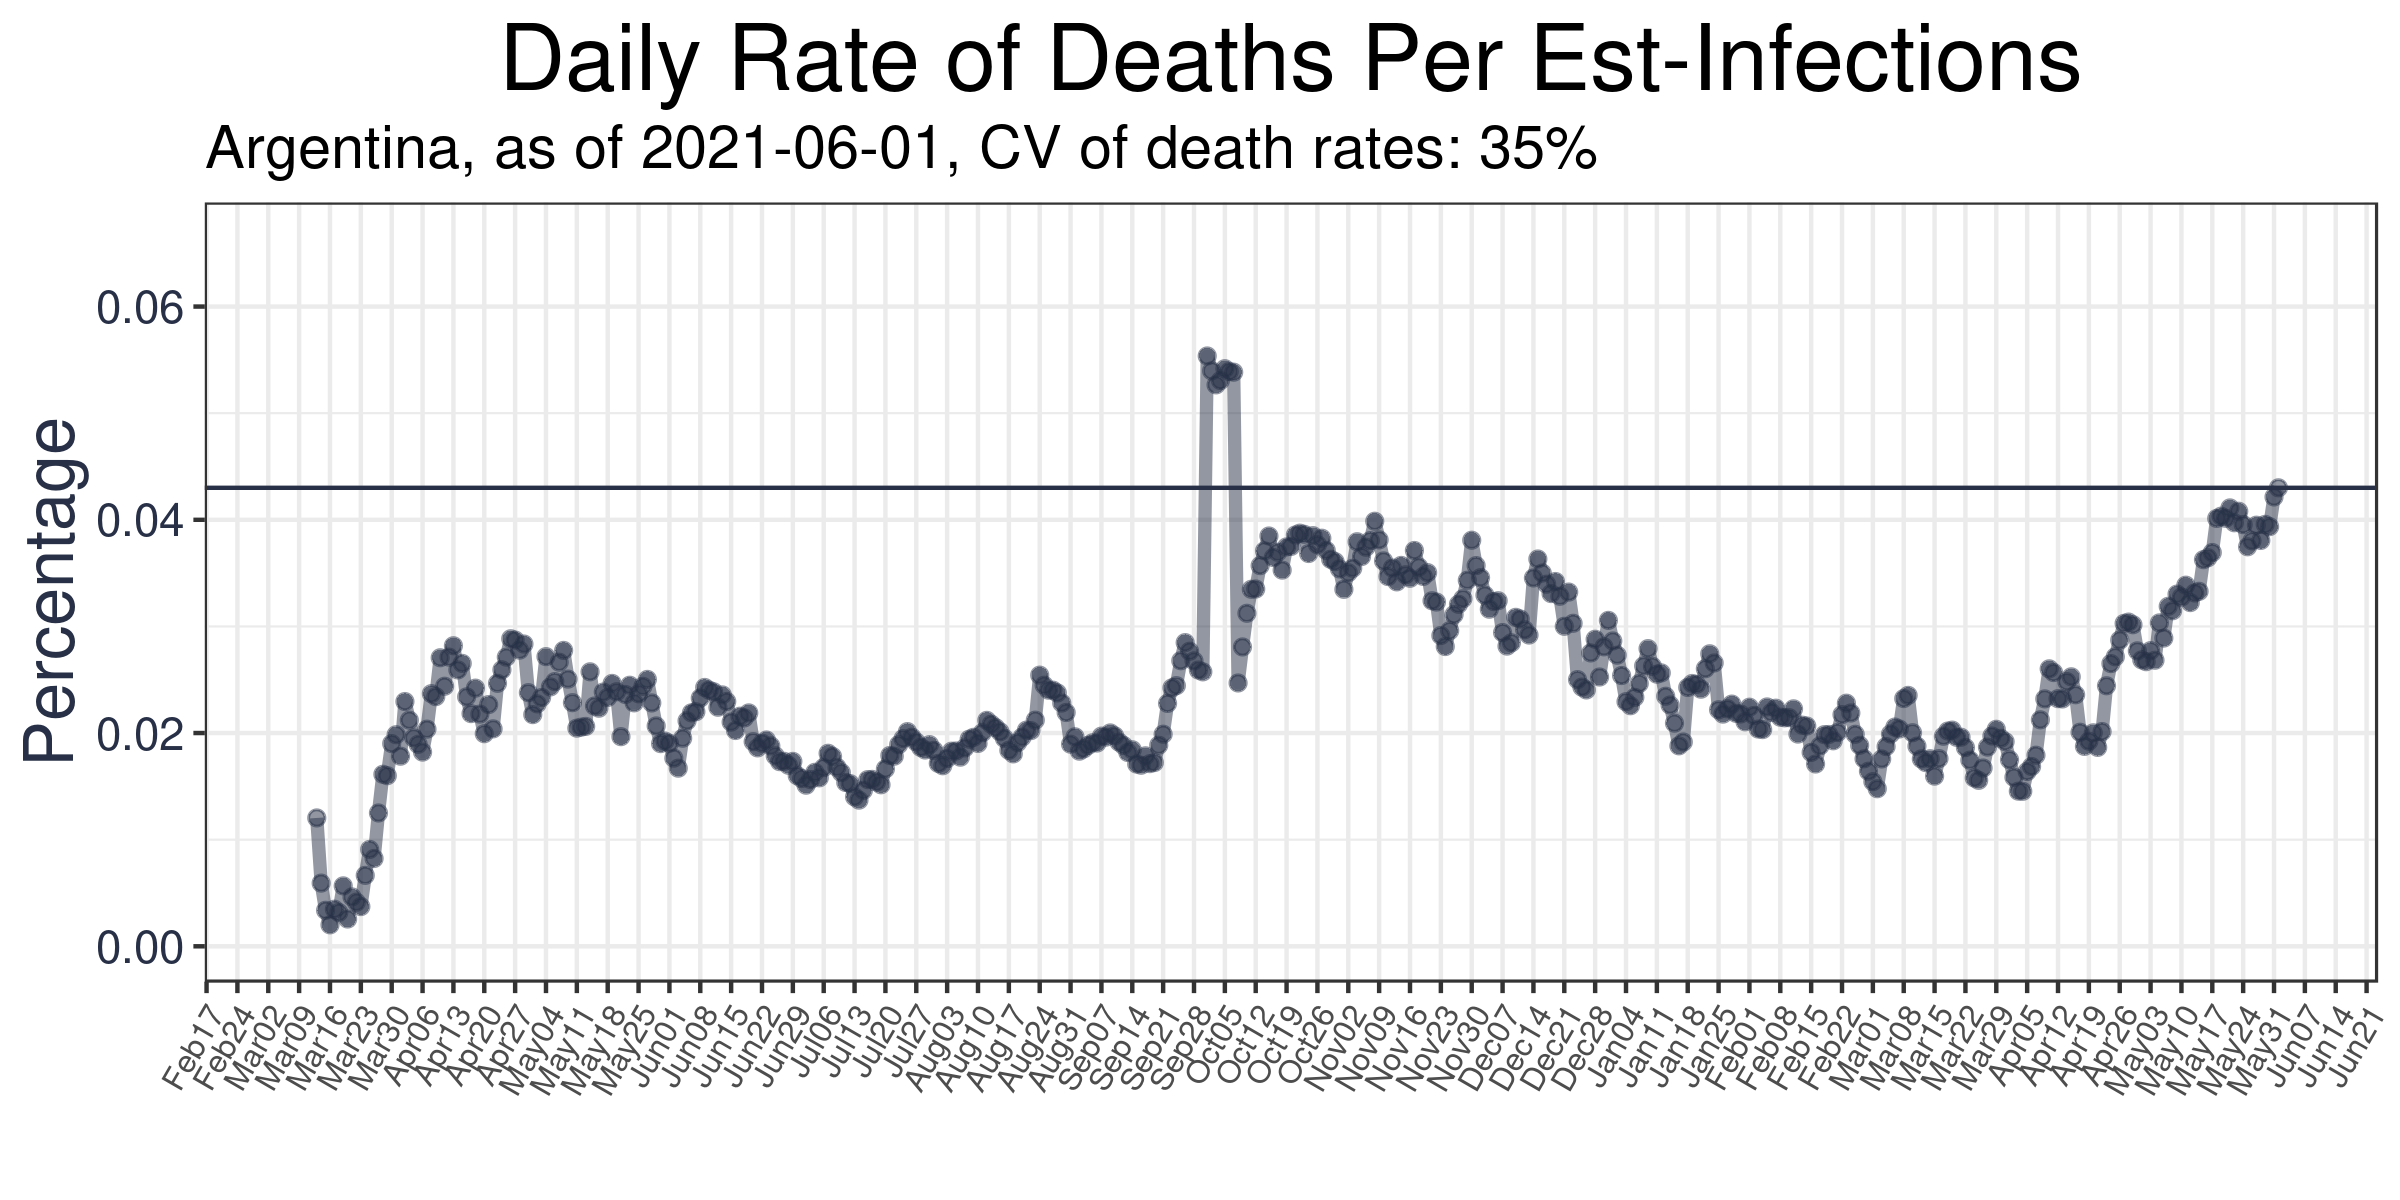 Daily Rate of Deaths Per Est-Infections
Argentina, as of 2021-06-01, CV of death rates: 35%
Percentage
0.06
0.04
0.02
0.00
Feb17
Feb24
Mar02
Mar09
Mar16
Mar23
Mar30
Apr06
Apr13
Apr20
Apr27
May04
May11
May18
May25
Jun01
Jun08
Jun15
Jun22
Jun29
Jul06
Jul13
Jul20
Jul27
Aug03
Aug10
Aug17
Aug24
Aug31
Sep07
Sep14
Sep21
Sep28
Oct05
Oct12
Oct19
Oct26
Nov02
Nov09
Nov16
Nov23
Nov30
Dec07
Dec14
Dec21
Dec28
Jan04
Jan11
Jan18
Jan25
Feb01
Feb08
Feb15
Feb22
Mar01
Mar08
Mar15
Mar22
Mar29
Apr05
Apr12
Apr19
Apr26
May03
May10
May17
May24
May31
Jun07
Jun14
Jun21